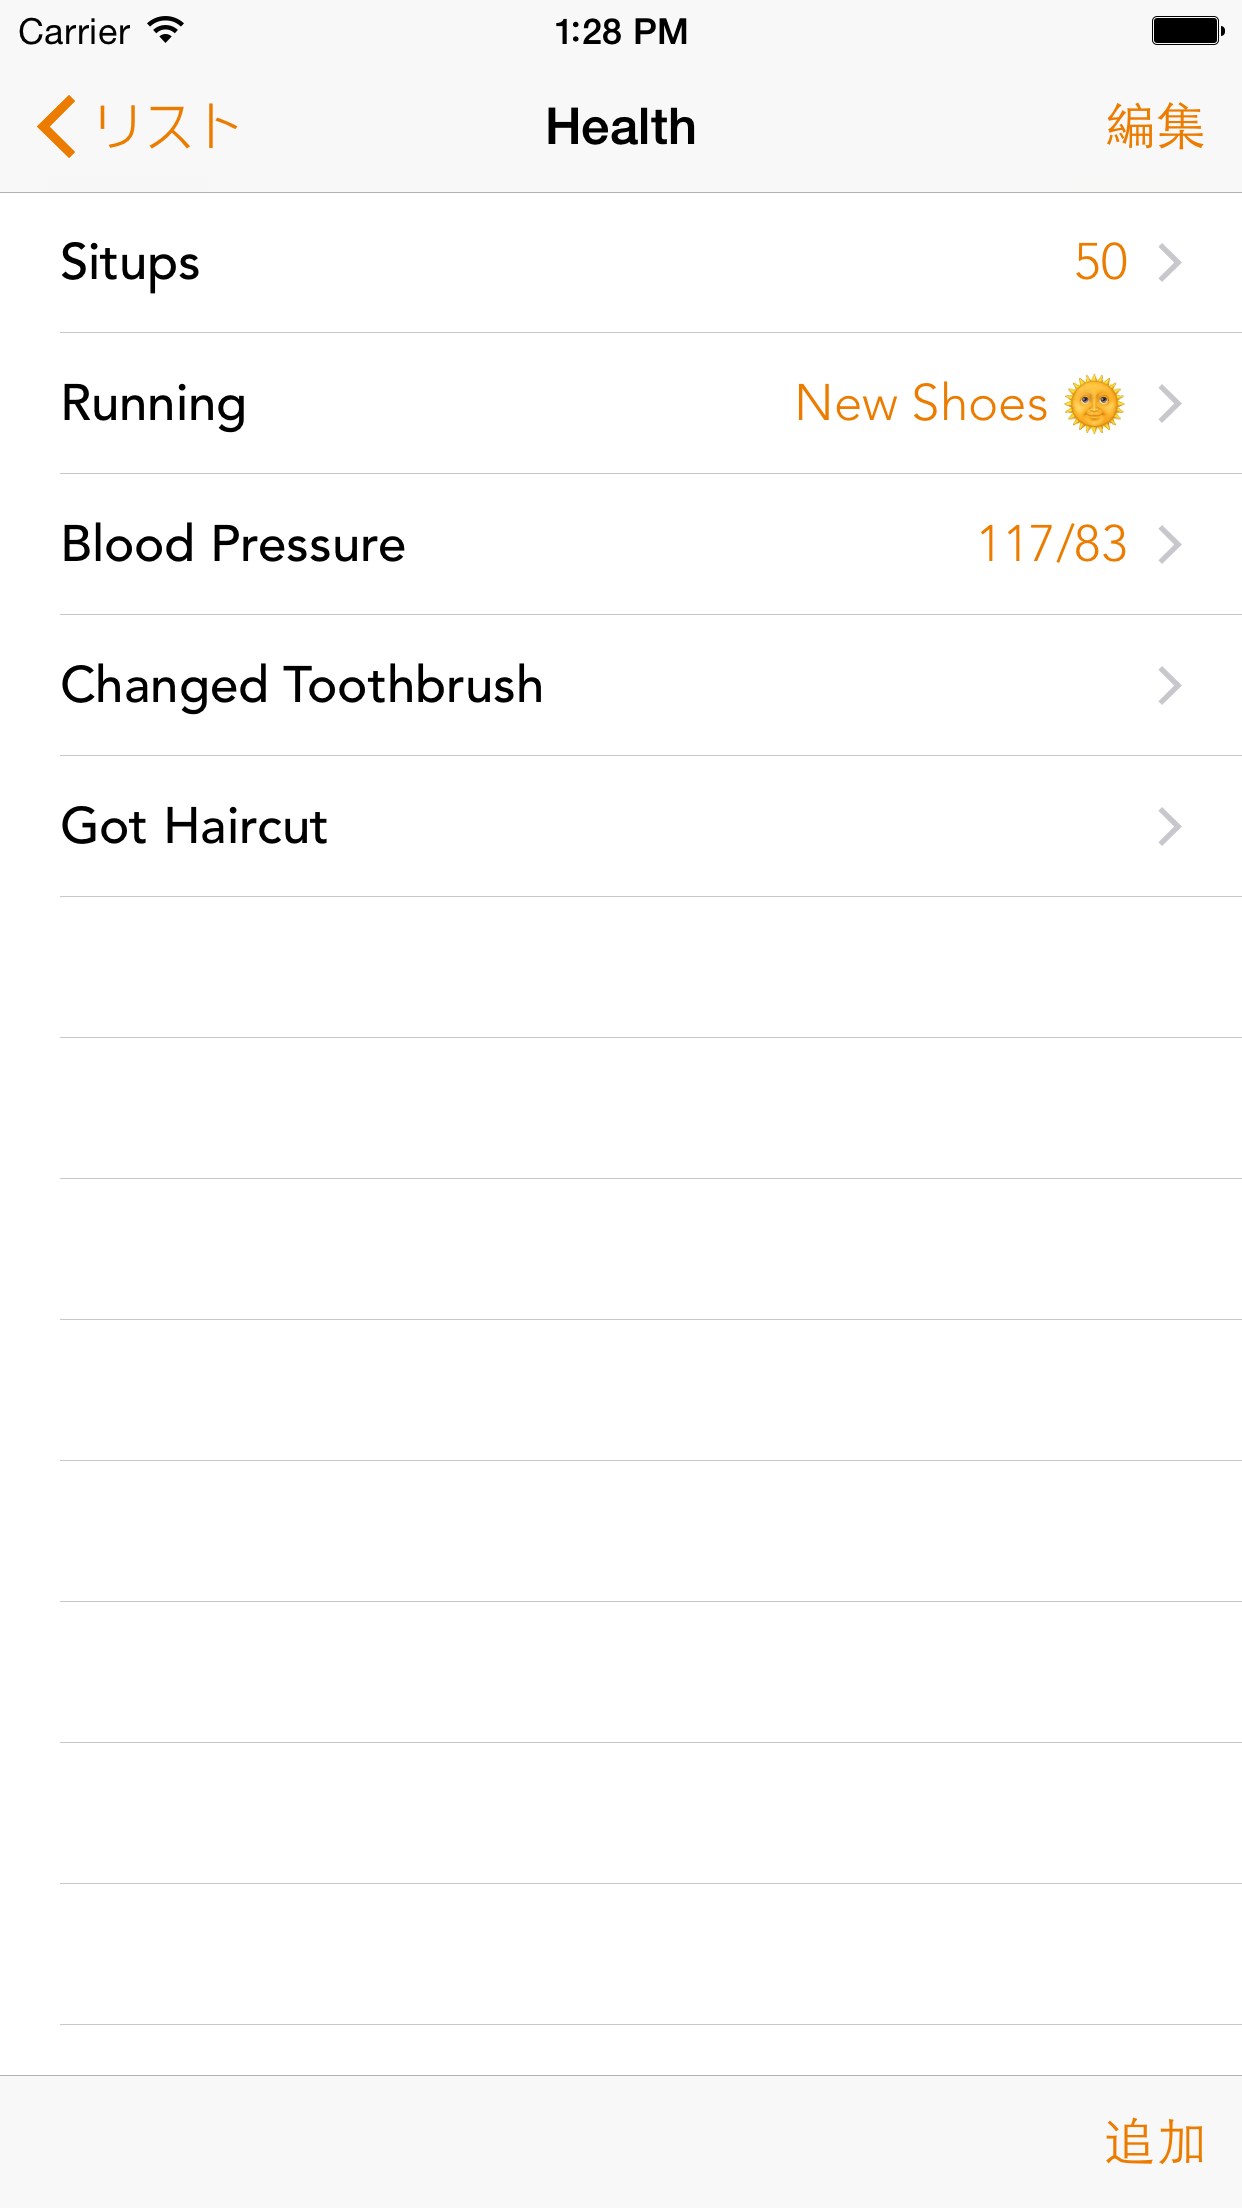 Carrier 1:28 PM
リスト Health 編集
Situps 50
Running New Shoes 🌞
Blood Pressure 117/83
Changed Toothbrush
Got Haircut
追加